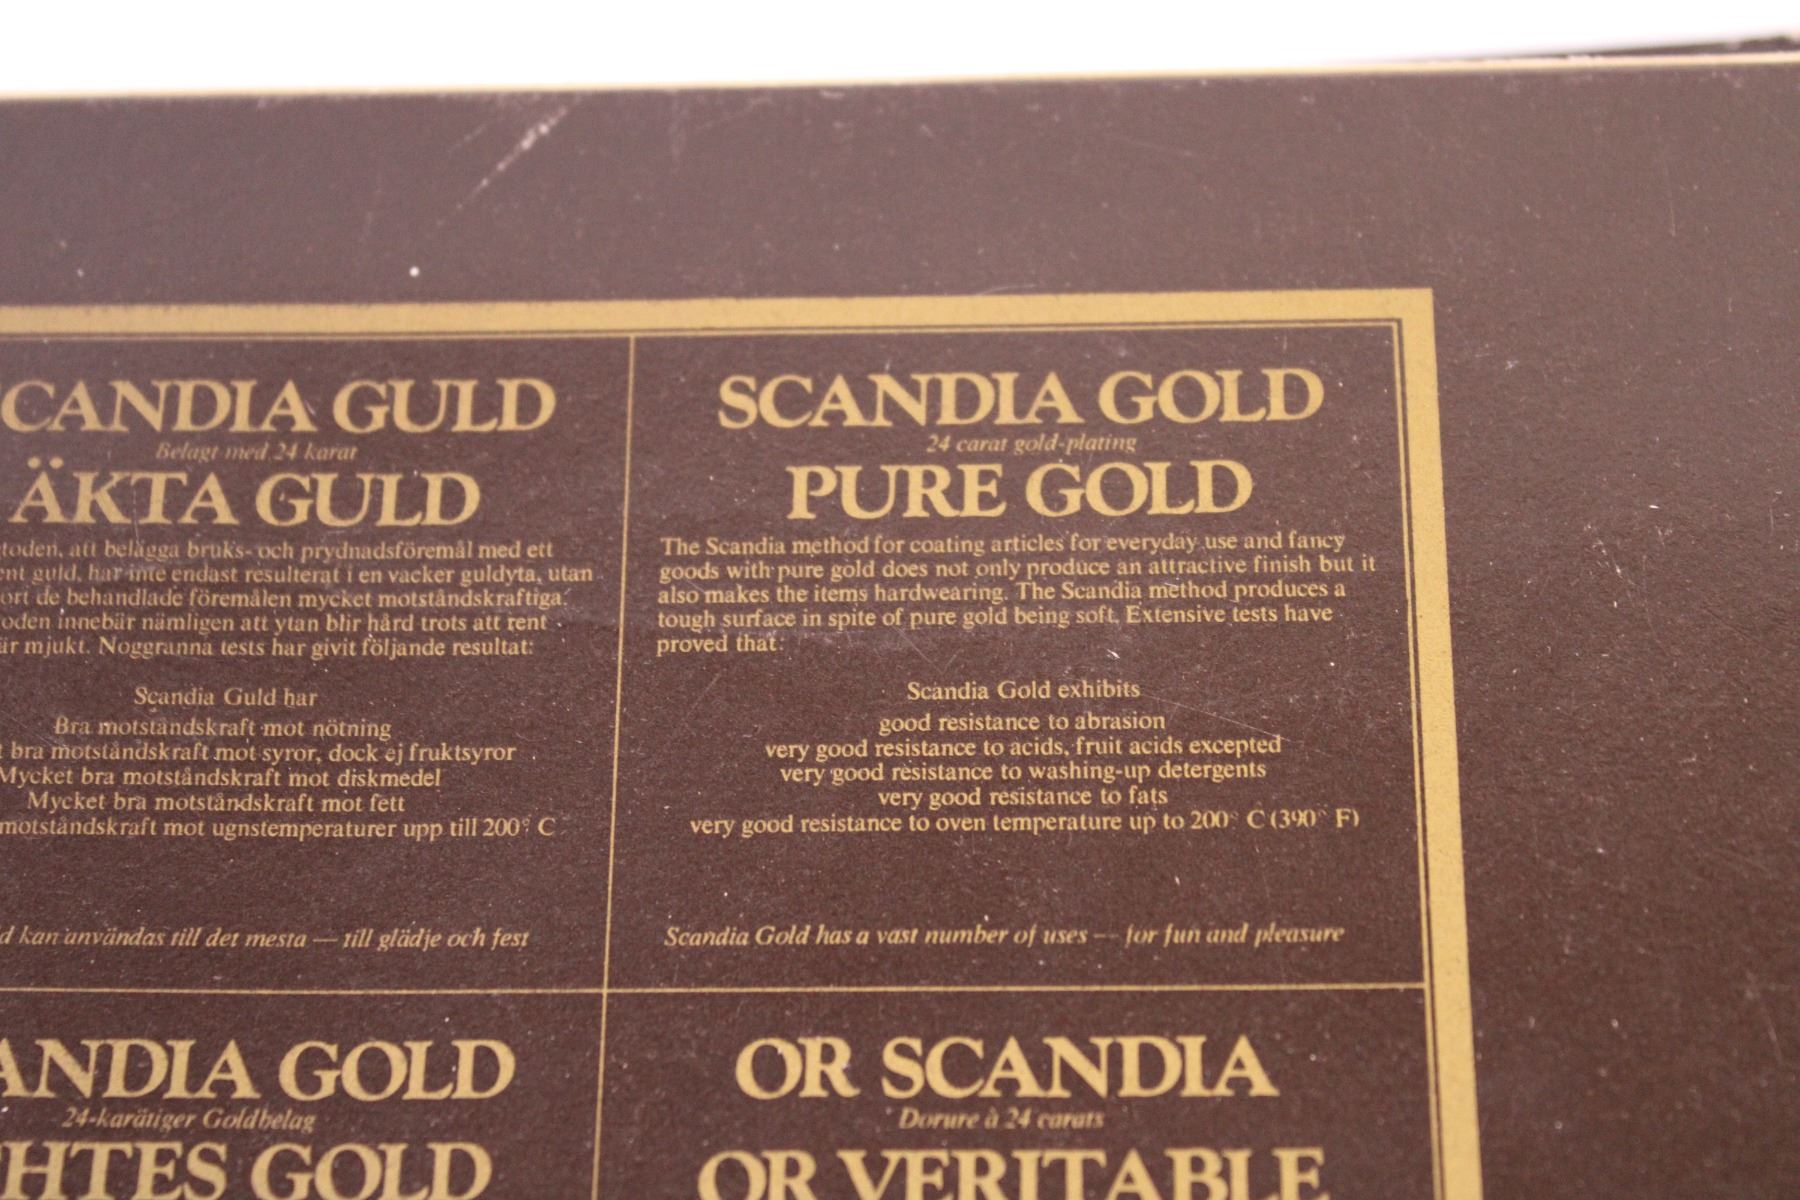 CANDIA GULD
Belagt med 24 karat
ÄKTA GULD
toden, att belägga bruks- och prydnadsföremål med ett
ent guld, har inte endast resulterat i en vacker guldyta, utan
ort de behandlade föremålen mycket motståndskraftiga.
oden innebär nämligen att ytan blir hård trots att rent
är mjukt. Noggranna tests har givit följande resultat:
Scandia Guld har
Bra motståndskraft mot nötning
t bra motståndskraft mot syror, dock ej fruktsyror
Mycket bra motståndskraft mot diskmedel
Mycket bra motståndskraft mot fett
motståndskraft mot ugnstemperaturer upp till 200° C
d kan användas till det mesta — till glädje och fest
SCANDIA GOLD
24 carat gold-plating
PURE GOLD
The Scandia method for coating articles for everyday use and fancy
goods with pure gold does not only produce an attractive finish but it
also makes the items hardwearing. The Scandia method produces a
tough surface in spite of pure gold being soft. Extensive tests have
proved that:
Scandia Gold exhibits
good resistance to abrasion
very good resistance to acids, fruit acids excepted
very good resistance to washing-up detergents
very good resistance to fats
very good resistance to oven temperature up to 200° C (390° F)
Scandia Gold has a vast number of uses — for fun and pleasure
ANDIA GOLD
24-karätiger Goldbelag
HTES GOLD
OR SCANDIA
Dorure à 24 carats
OR VERITABLE